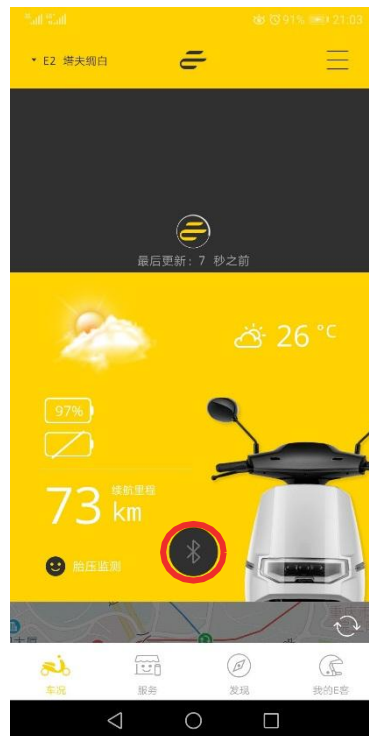 91% 21:03
E2 塔夫绸白
最后更新: 7 秒之前
26 °C
97%
73 续航里程
km
胎压监测
车况 服务 发现 我的E客